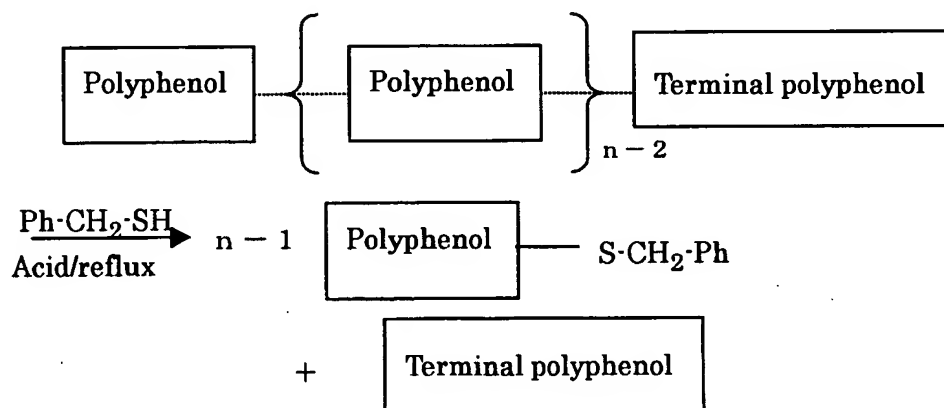 Polyphenol Polyphenol Terminal polyphenol
n − 2
Ph·CH₂·SH
n − 1 Polyphenol S·CH₂·Ph
Acid/reflux
+ Terminal polyphenol